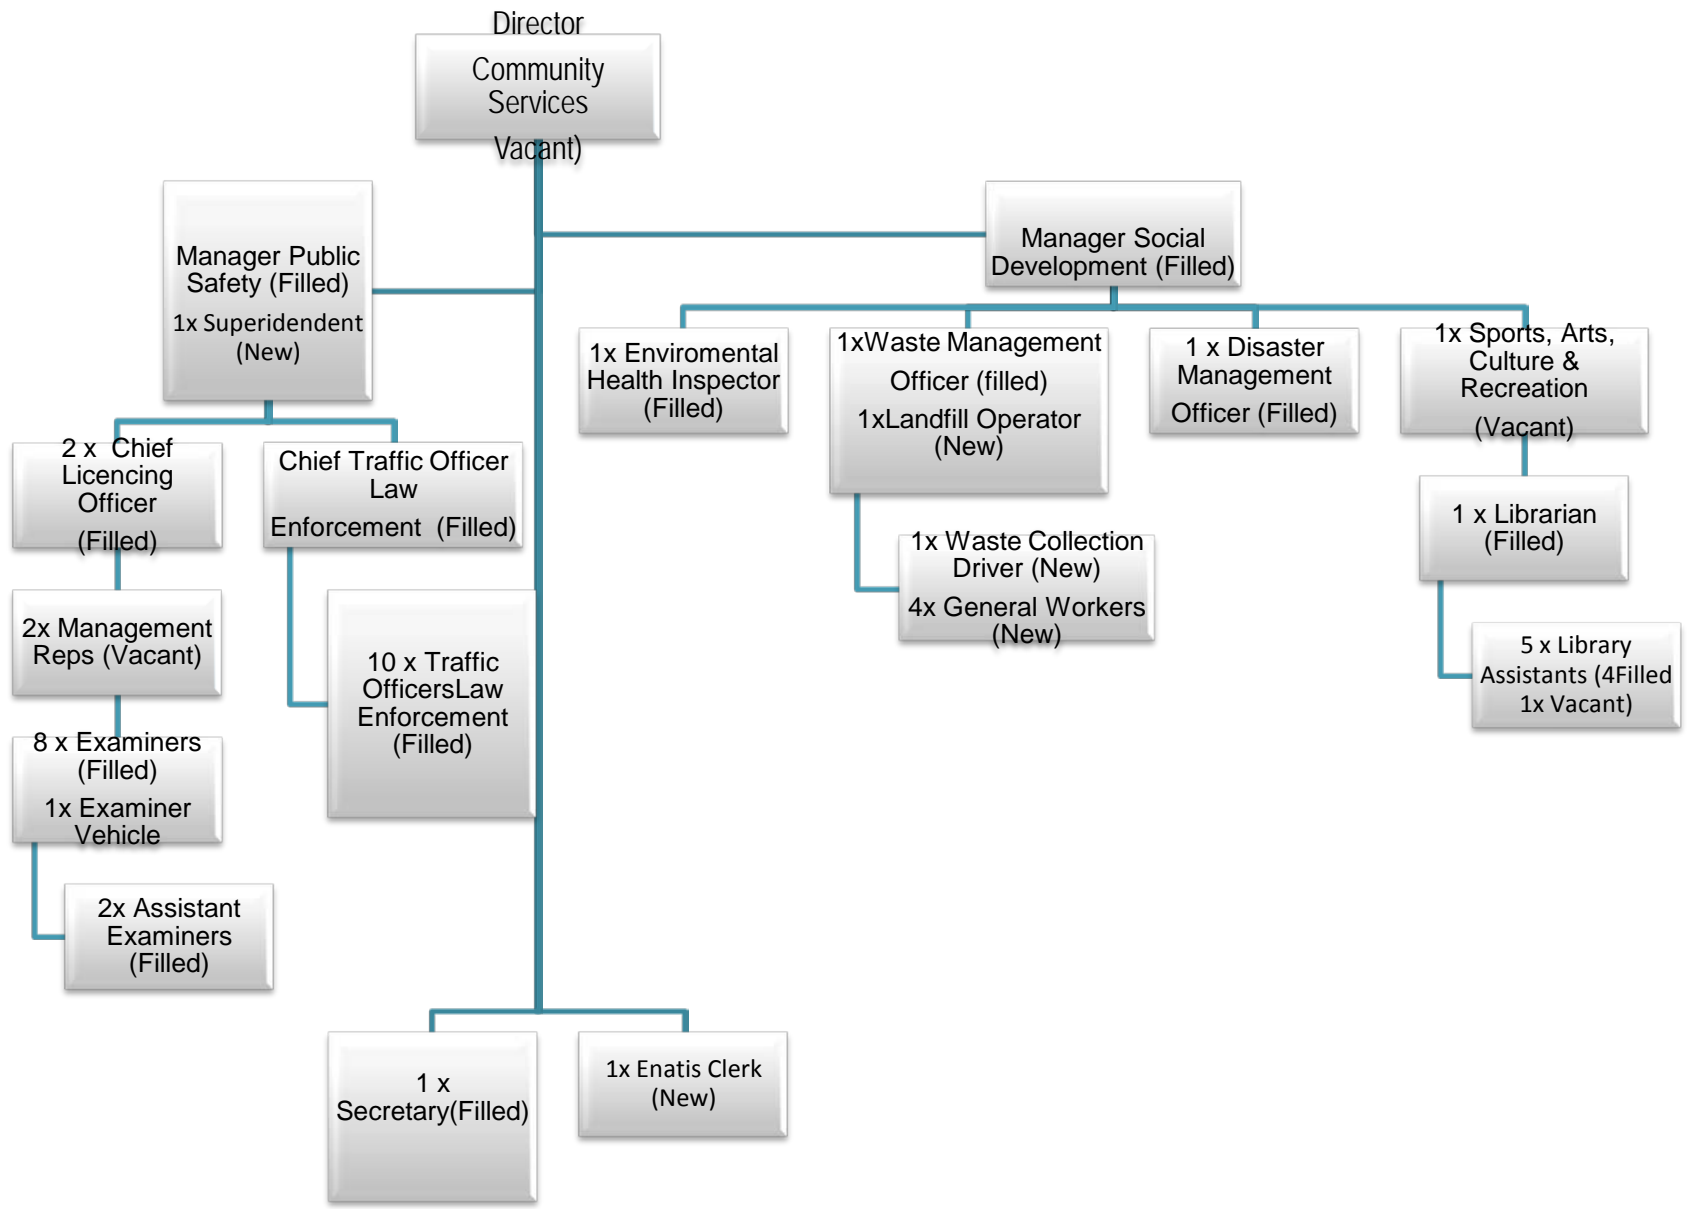 Director
Community
Services
Vacant)
Manager Public
Safety (Filled)
1x Superidendent
(New)
Manager Social
Development (Filled)
2 x  Chief
Licencing
Officer
(Filled)
Chief Traffic Officer
Law
Enforcement  (Filled)
2x Management
Reps (Vacant)
10 x Traffic
OfficersLaw
Enforcement
(Filled)
8 x Examiners
(Filled)
1x Examiner
Vehicle
2x Assistant
Examiners
(Filled)
1x Enviromental
Health Inspector
(Filled)
1xWaste Management
Officer (filled)
1xLandfill Operator
(New)
1x Waste Collection
Driver (New)
4x General Workers
(New)
1 x Disaster
Management
Officer (Filled)
1x Sports, Arts,
Culture &
Recreation
(Vacant)
1 x Librarian
(Filled)
5 x Library
Assistants (4Filled
1x Vacant)
1 x
Secretary(Filled)
1x Enatis Clerk
(New)